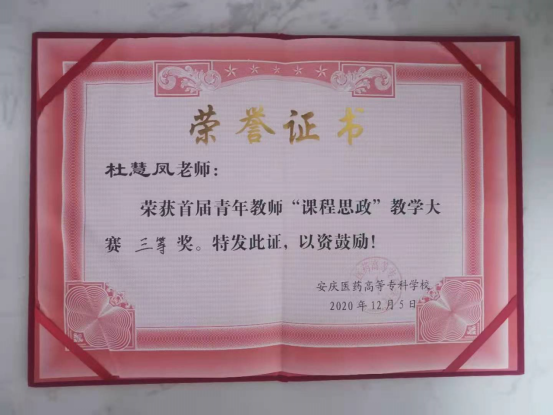 荣誉证书
杜慧凤老师：
荣获首届青年教师“课程思政”教学大
赛 三等 奖。特发此证，以资鼓励！
安庆医药高等专科学校
2020年12月5日